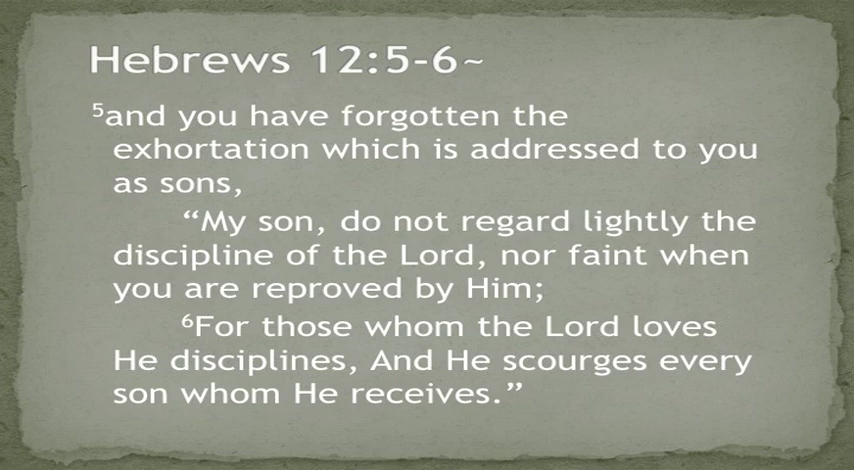 Hebrews 12:5-6~
⁵and you have forgotten the
exhortation which is addressed to you
as sons,
“My son, do not regard lightly the
discipline of the Lord, nor faint when
you are reproved by Him;
⁶For those whom the Lord loves
He disciplines, And He scourges every
son whom He receives.”